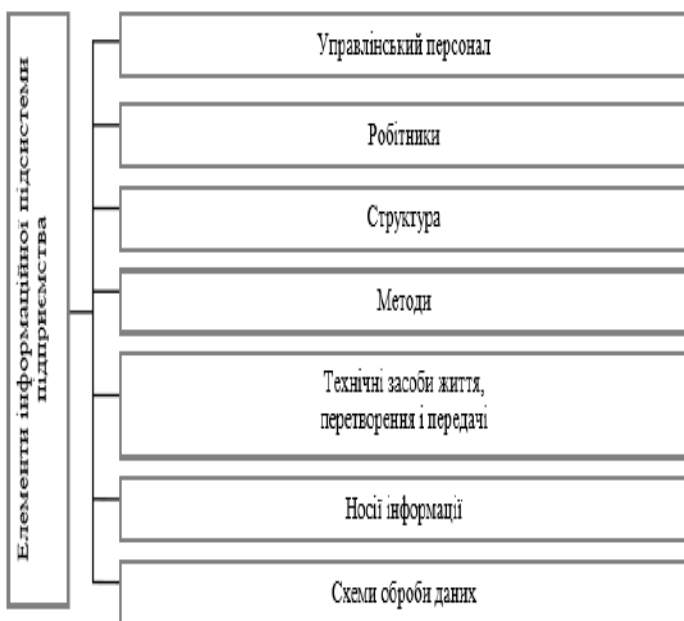 Елементи інформаційної підсистеми
підприємства
Управлінський персонал
Робітники
Структура
Методи
Технічні засоби життя,
перетворення і передачі
Носії інформації
Схеми оброби даних